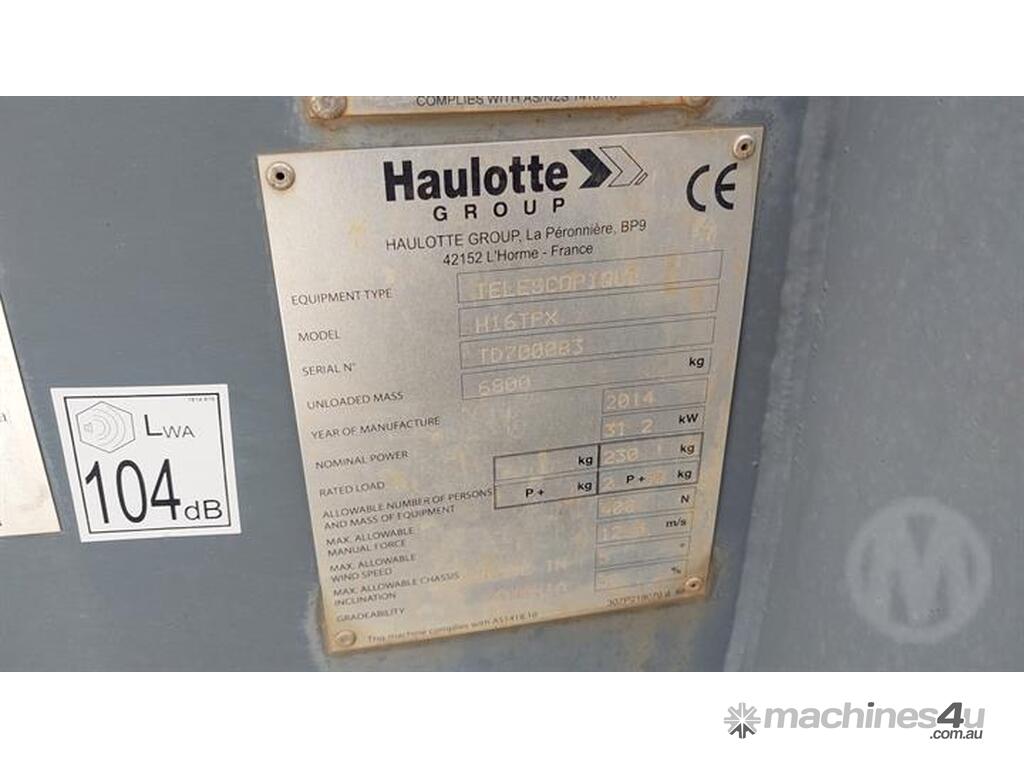 COMPLIES WITH AS/NZS 1418.10
Haulotte
GROUP
CE
HAULOTTE GROUP, La Péronnière, BP9
42152 L'Horme - France
EQUIPMENT TYPE TELESCOPIQUE
MODEL H16TPX
SERIAL N°
UNLOADED MASS 6800 kg
YEAR OF MANUFACTURE 2014
NOMINAL POWER 31 2 kW
RATED LOAD kg 230 kg
ALLOWABLE NUMBER OF PERSONS
AND MASS OF EQUIPMENT P + kg P + kg
MAX. ALLOWABLE
MANUAL FORCE 400 N
MAX. ALLOWABLE
WIND SPEED m/s
MAX. ALLOWABLE CHASSIS
INCLINATION °
GRADEABILITY %
This machine complies with AS1418.10
LWA
104dB
a
machines4u
.com.au